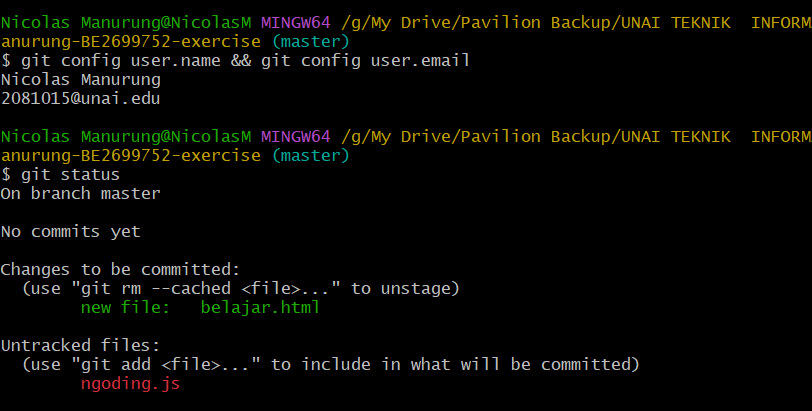 Nicolas Manurung@NicolasM MINGW64 /g/My Drive/Pavilion Backup/UNAI TEKNIK  INFORM
anurung-BE2699752-exercise (master)
$ git config user.name && git config user.email
Nicolas Manurung
2081015@unai.edu
Nicolas Manurung@NicolasM MINGW64 /g/My Drive/Pavilion Backup/UNAI TEKNIK  INFORM
anurung-BE2699752-exercise (master)
$ git status
On branch master
No commits yet
Changes to be committed:
  (use "git rm --cached <file>..." to unstage)
        new file:   belajar.html
Untracked files:
  (use "git add <file>..." to include in what will be committed)
        ngoding.js